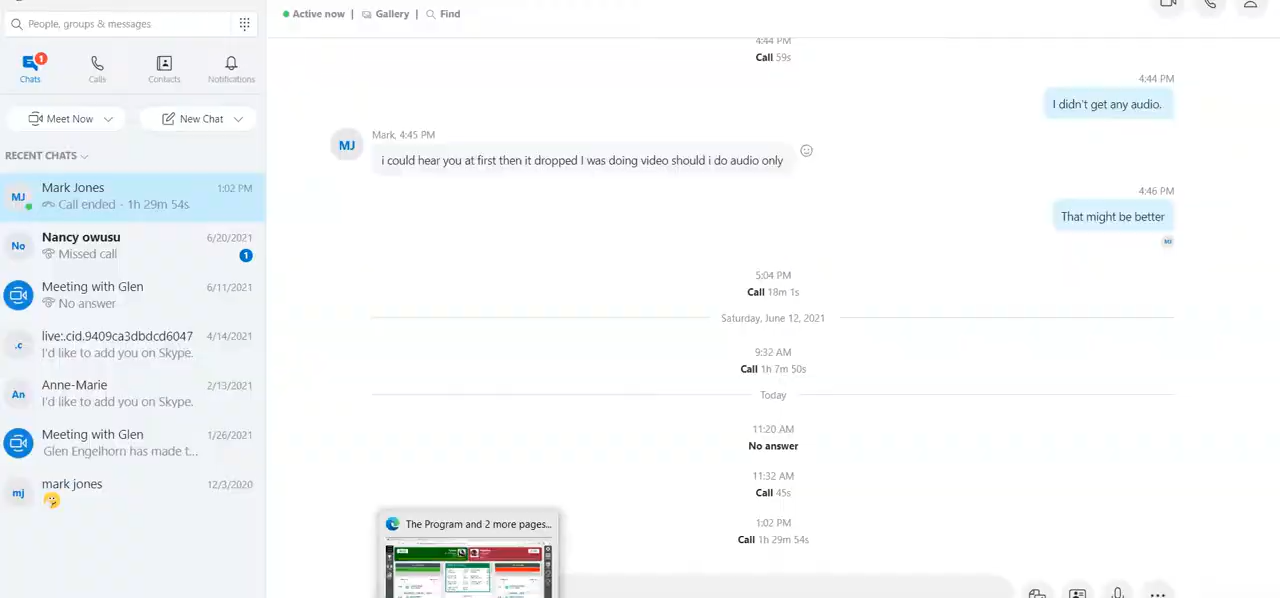 People, groups & messages
Active now | Gallery | Find
1
Chats
Calls
Contacts
Notifications
Meet Now
New Chat
RECENT CHATS
MJ
Mark Jones
1:02 PM
Call ended - 1h 29m 54s
No
Nancy owusu
6/20/2021
Missed call
1
Meeting with Glen
6/11/2021
No answer
.c
live:.cid.9409ca3dbdcd6047
4/14/2021
I'd like to add you on Skype.
An
Anne-Marie
2/13/2021
I'd like to add you on Skype.
Meeting with Glen
1/26/2021
Glen Engelhorn has made t...
mj
mark jones
12/3/2020
4:44 PM
Call 59s
4:44 PM
I didn't get any audio.
MJ
Mark, 4:45 PM
i could hear you at first then it dropped I was doing video should i do audio only
4:46 PM
That might be better
MJ
5:04 PM
Call 18m 1s
Saturday, June 12, 2021
9:32 AM
Call 1h 7m 50s
Today
11:20 AM
No answer
11:32 AM
Call 45s
1:02 PM
Call 1h 29m 54s
The Program and 2 more pages...